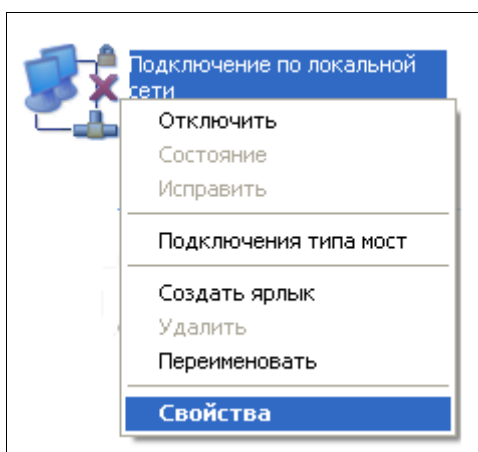 Подключение по локальной
сети
Отключить
Состояние
Исправить
Подключения типа мост
Создать ярлык
Удалить
Переименовать
Свойства